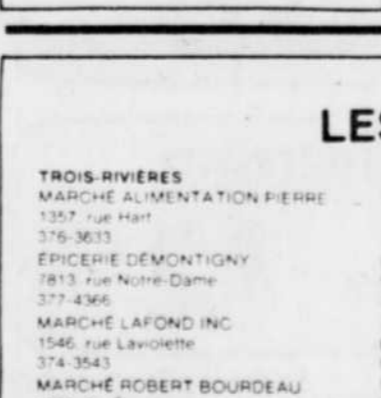 LES
TROIS-RIVIÈRES
MARCHÉ ALIMENTATION PIERRE
1357, rue Hart
376-3633
ÉPICERIE DÉMONTIGNY
7813, rue Notre-Dame
377-4366
MARCHÉ LAFOND INC.
1546, rue Laviolette
374-3543
MARCHÉ ROBERT BOURDEAU